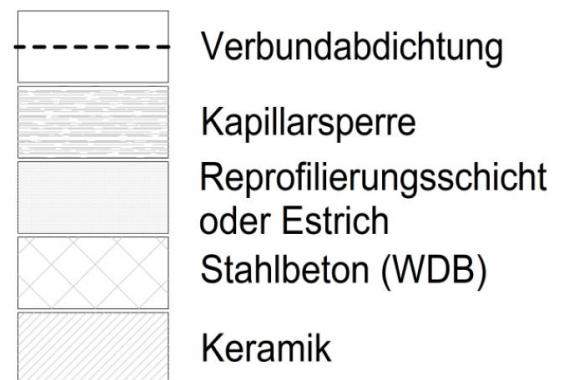 Verbundabdichtung
Kapillarsperre
Reprofilierungsschicht
oder Estrich
Stahlbeton (WDB)
Keramik